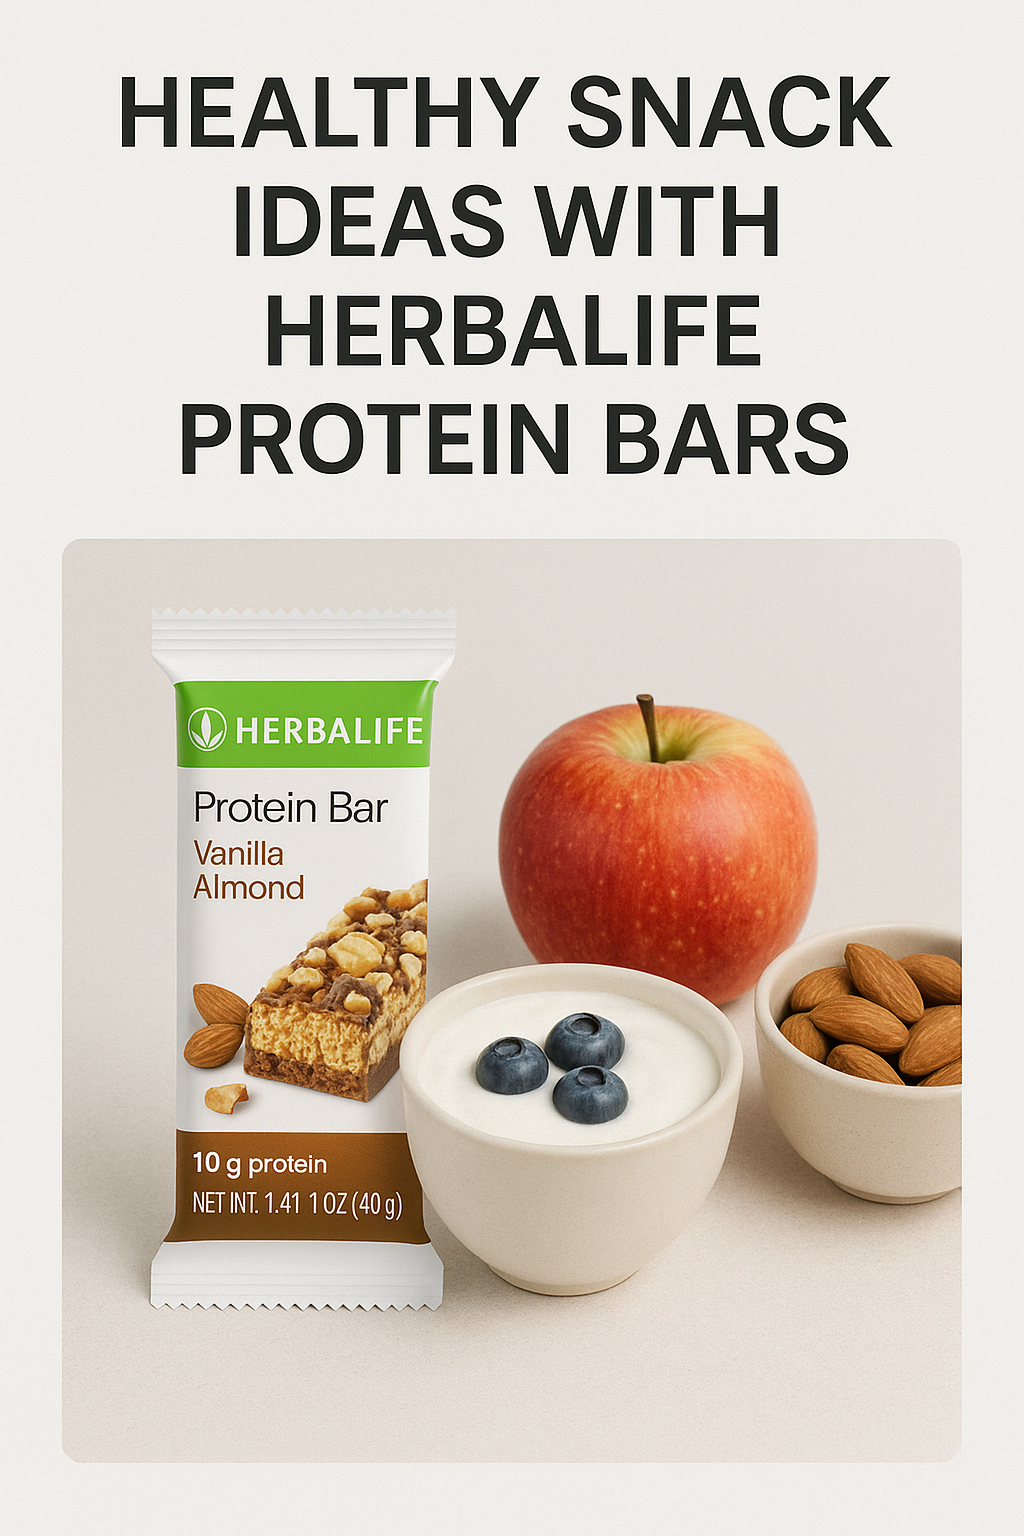 HEALTHY SNACK
IDEAS WITH
HERBALIFE
PROTEIN BARS
HERBALIFE
Protein Bar
Vanilla
Almond
10 g protein
NET INT. 1.41 1 OZ (40 g)